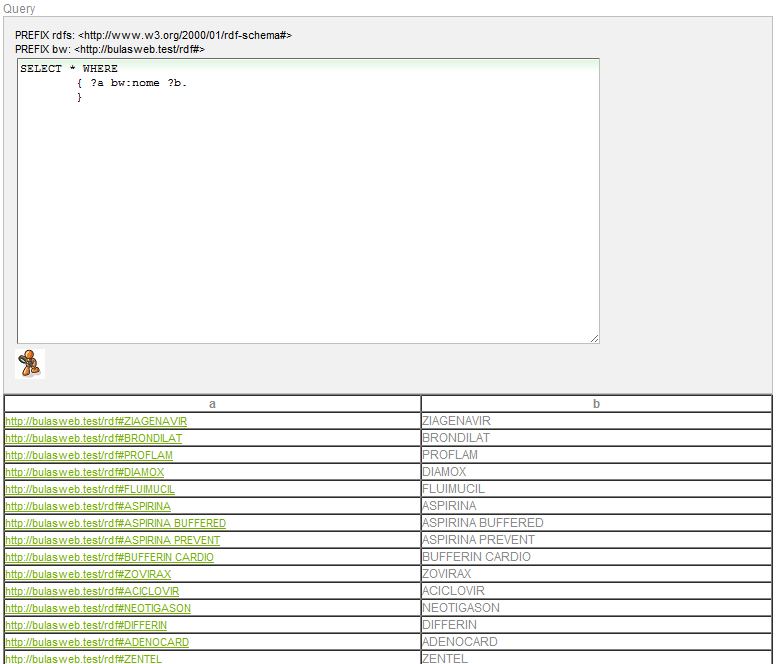 Query
PREFIX rdfs: <http://www.w3.org/2000/01/rdf-schema#>
PREFIX bw: <http://bulasweb.test/rdf#>
SELECT * WHERE
{ ?a bw:nome ?b.
}
a b
http://bulasweb.test/rdf#ZIAGENAVIR ZIAGENAVIR
http://bulasweb.test/rdf#BRONDILAT BRONDILAT
http://bulasweb.test/rdf#PROFLAM PROFLAM
http://bulasweb.test/rdf#DIAMOX DIAMOX
http://bulasweb.test/rdf#FLUIMUCIL FLUIMUCIL
http://bulasweb.test/rdf#ASPIRINA ASPIRINA
http://bulasweb.test/rdf#ASPIRINA BUFFERED ASPIRINA BUFFERED
http://bulasweb.test/rdf#ASPIRINA PREVENT ASPIRINA PREVENT
http://bulasweb.test/rdf#BUFFERIN CARDIO BUFFERIN CARDIO
http://bulasweb.test/rdf#ZOVIRAX ZOVIRAX
http://bulasweb.test/rdf#ACICLOVIR ACICLOVIR
http://bulasweb.test/rdf#NEOTIGASON NEOTIGASON
http://bulasweb.test/rdf#DIFFERIN DIFFERIN
http://bulasweb.test/rdf#ADENOCARD ADENOCARD
http://bulasweb.test/rdf#ZENTEL ZENTEL